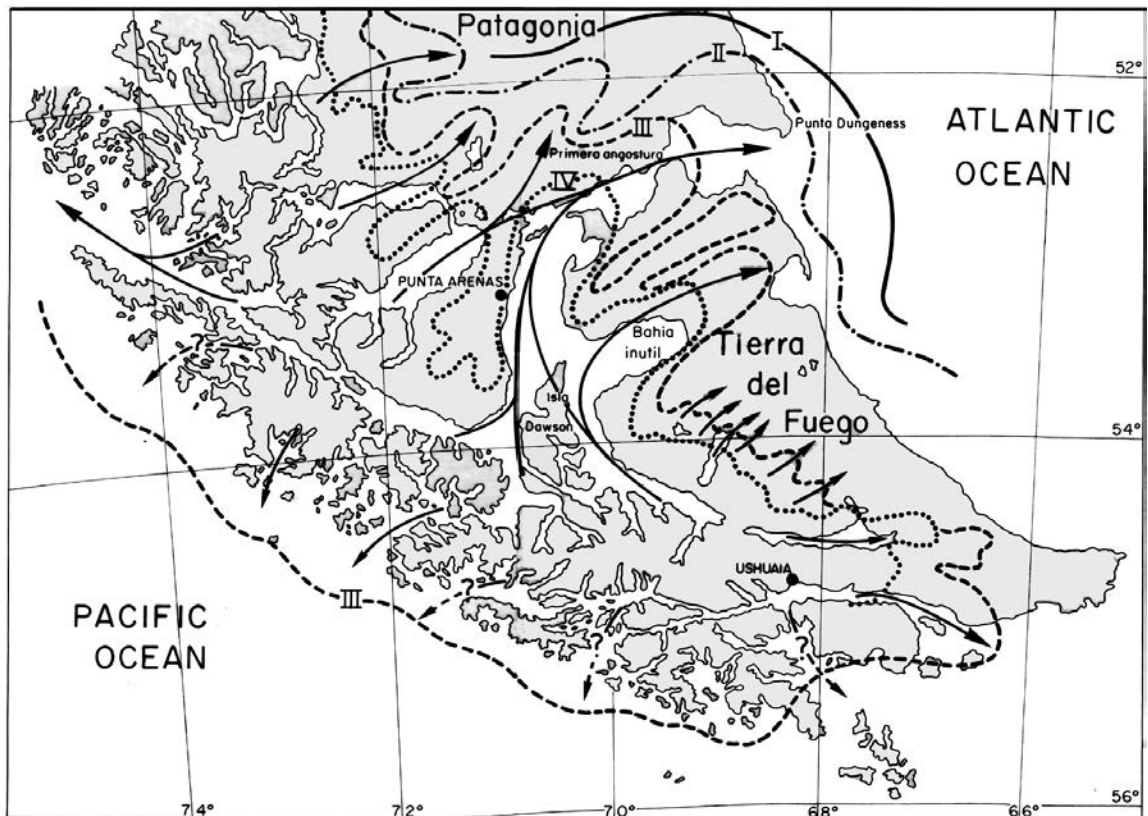 Patagonia
I
II
52°
Punta Dungeness
ATLANTIC
OCEAN
III
Primera angostura
IV
PUNTA ARENAS
Bahia
inutil
Tierra
del
Fuego
Isla
Dawson
54°
?
USHUAIA
?
III
?
?
PACIFIC
OCEAN
74°
72°
70°
68°
66°
56°